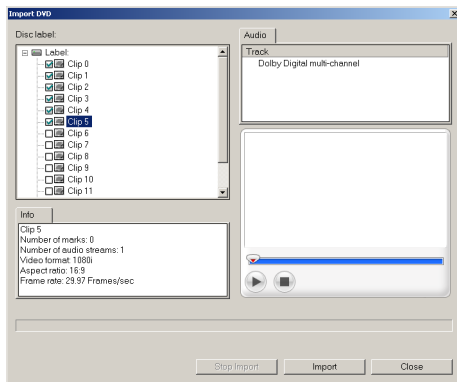 Import DVD
Disc label:
Label:
Clip 0
Clip 1
Clip 2
Clip 3
Clip 4
Clip 5
Clip 6
Clip 7
Clip 8
Clip 9
Clip 10
Clip 11
Info
Clip 5
Number of marks: 0
Number of audio streams: 1
Video format: 1080i
Aspect ratio: 16:9
Frame rate: 29.97 Frames/sec
Audio
Track
Dolby Digital multi-channel
Stop Import
Import
Close